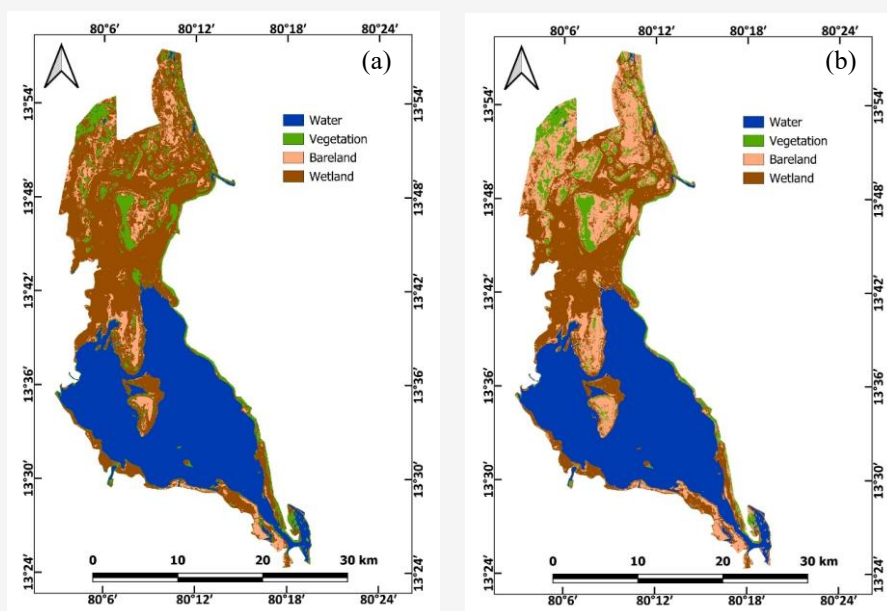 80°6′ 80°12′ 80°18′ 80°24′
(a)
13°54′ 13°54′
Water
Vegetation
Bareland
Wetland
13°48′ 13°48′
13°42′ 13°42′
13°36′ 13°36′
13°30′ 13°30′
13°24′ 13°24′
0 10 20 30 km
80°6′ 80°12′ 80°18′ 80°24′
80°6′ 80°12′ 80°18′ 80°24′
(b)
13°54′ 13°54′
Water
Vegetation
Bareland
Wetland
13°48′ 13°48′
13°42′ 13°42′
13°36′ 13°36′
13°30′ 13°30′
13°24′ 13°24′
0 10 20 30 km
80°6′ 80°12′ 80°18′ 80°24′